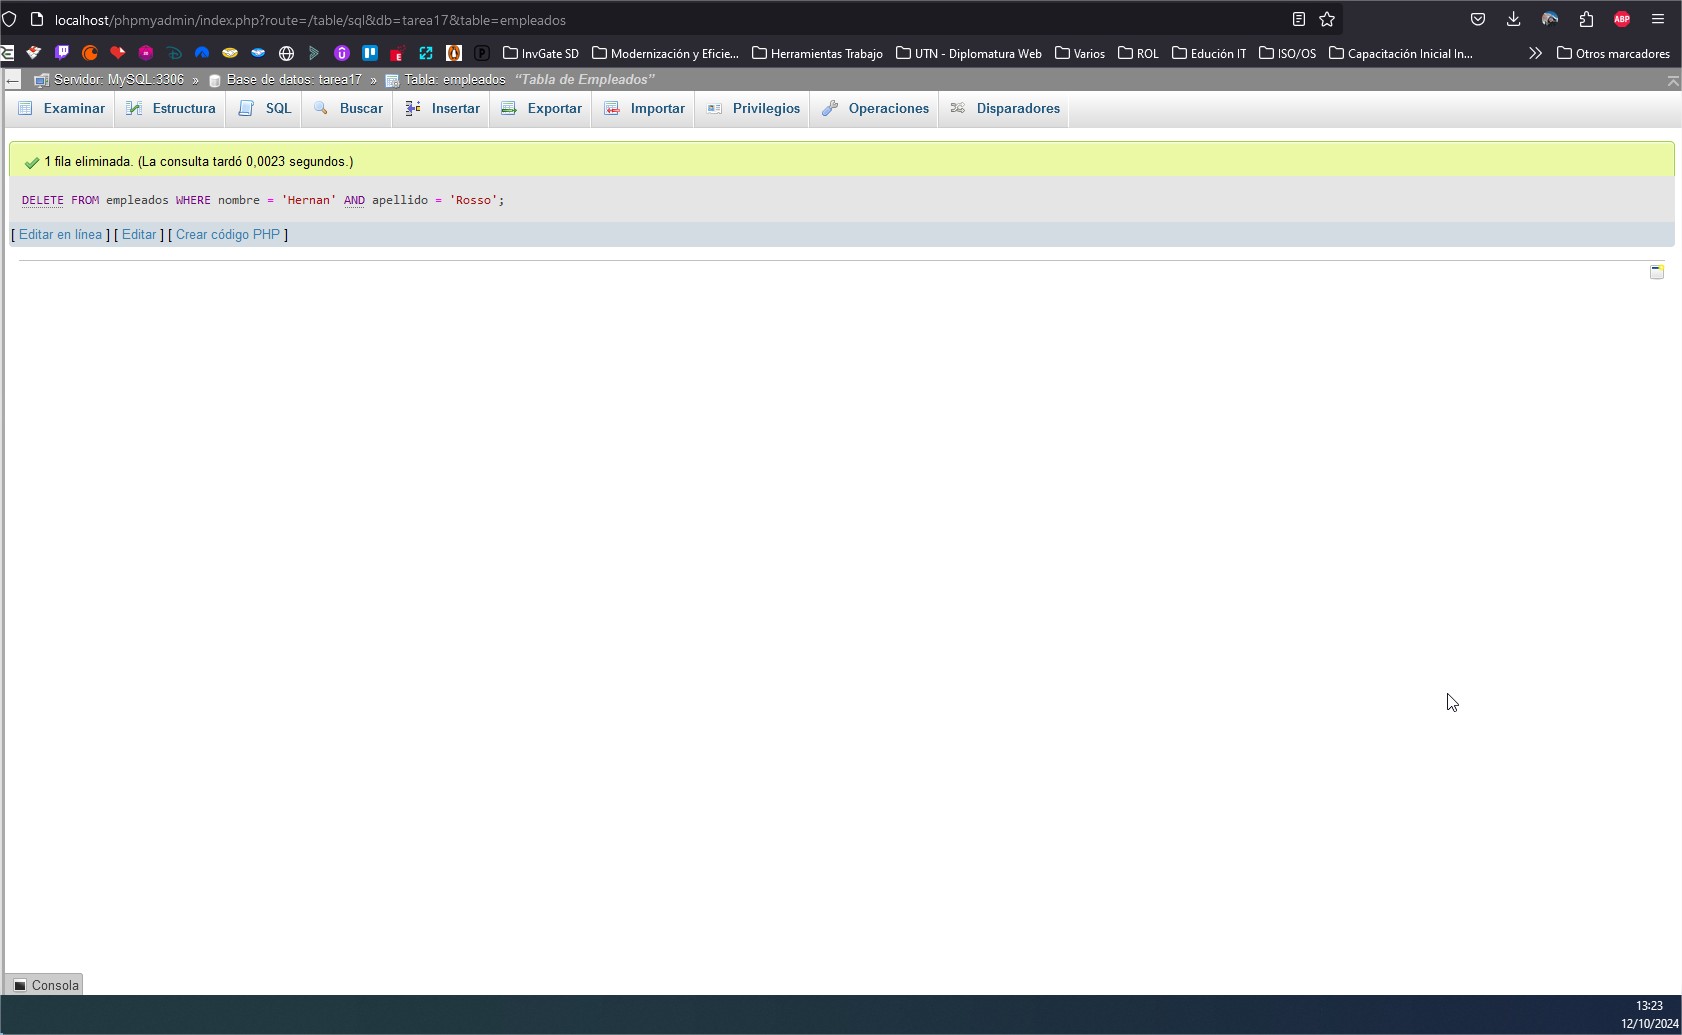 localhost/phpmyadmin/index.php?route=/table/sql&db=tarea17&table=empleados
ABP
InvGate SD Modernización y Eficie... Herramientas Trabajo UTN - Diplomatura Web Varios ROL Edución IT ISO/OS Capacitación Inicial In... Otros marcadores
Servidor: MySQL:3306 » Base de datos: tarea17 » Tabla: empleados “Tabla de Empleados”
Examinar Estructura SQL Buscar Insertar Exportar Importar Privilegios Operaciones Disparadores
1 fila eliminada. (La consulta tardó 0,0023 segundos.)
DELETE FROM empleados WHERE nombre = 'Hernan' AND apellido = 'Rosso';
[ Editar en línea ] [ Editar ] [ Crear código PHP ]
Consola
13:23
12/10/2024